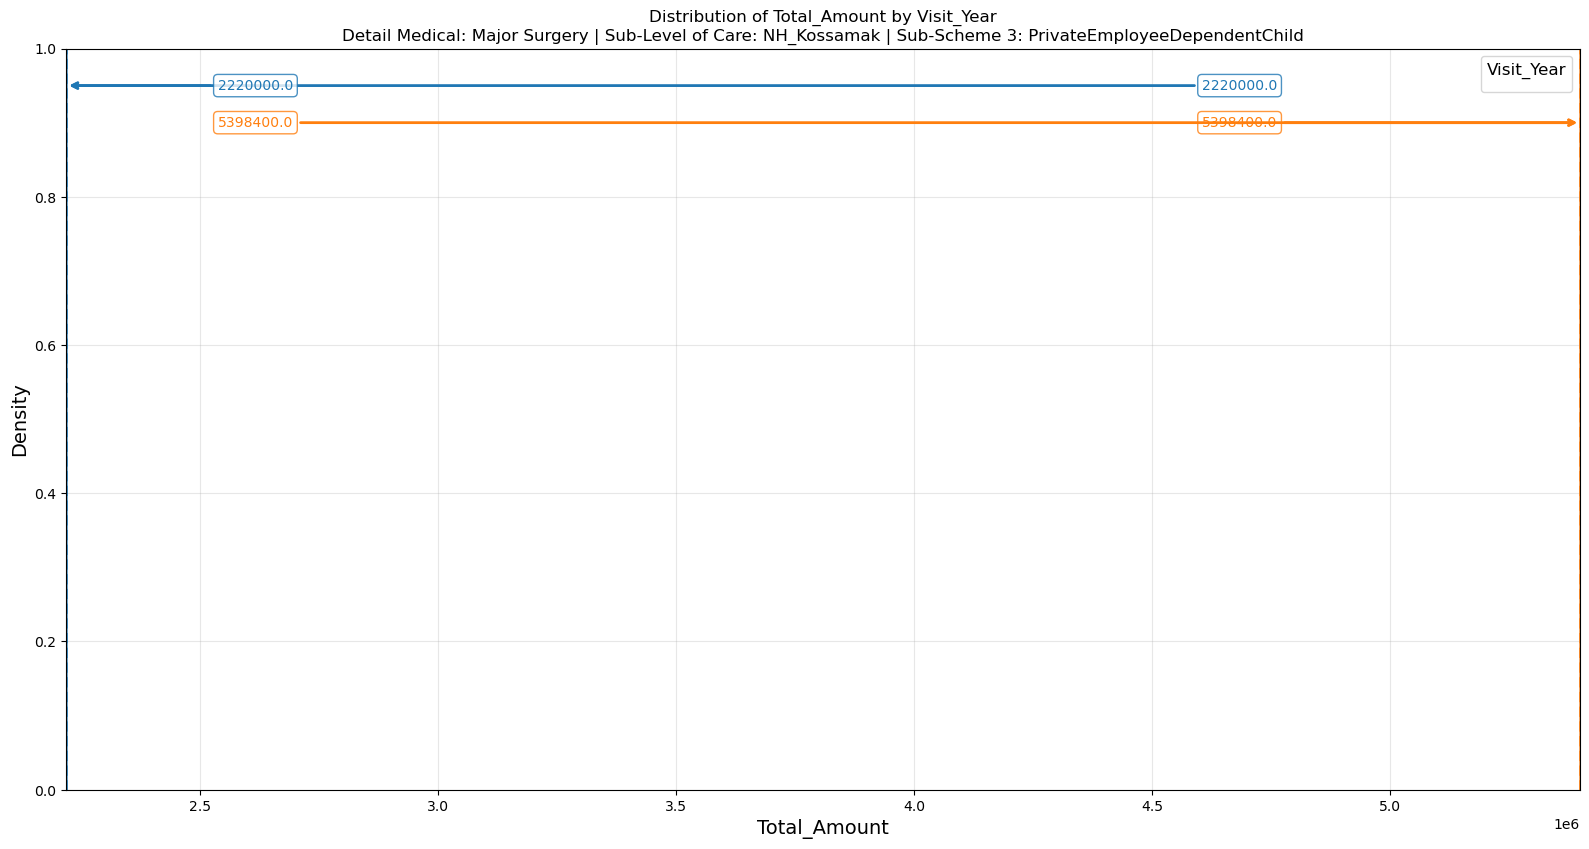 Distribution of Total_Amount by Visit_Year
Detail Medical: Major Surgery | Sub-Level of Care: NH_Kossamak | Sub-Scheme 3: PrivateEmployeeDependentChild
Visit_Year
2220000.0 2220000.0
5398400.0 5398400.0
1.0
0.8
0.6
0.4
0.2
0.0
Density
2.5 3.0 3.5 4.0 4.5 5.0
1e6
Total_Amount